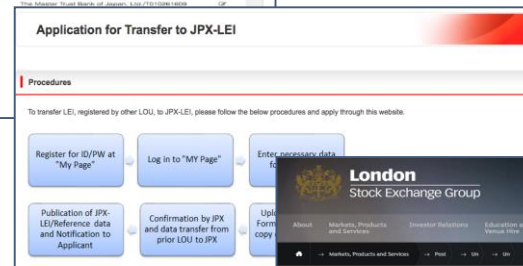 The Master Trust Bank of Japan, Ltd./T010261609
Application for Transfer to JPX-LEI
Procedures
To transfer LEI, registered by other LOU, to JPX-LEI, please follow the below procedures and apply through this website.
Register for ID/PW at
"My Page"
Log in to "MY Page"
Enter necessary data
Publication of JPX-
LEI/Reference data
and Notification to
Applicant
Confirmation by JPX
and data transfer from
prior LOU to JPX
London
Stock Exchange Group
About
Markets, Products
and Services
Investor Relations
Education
Venue Hire
→ Markets, Products and Services → Post → Un → Un